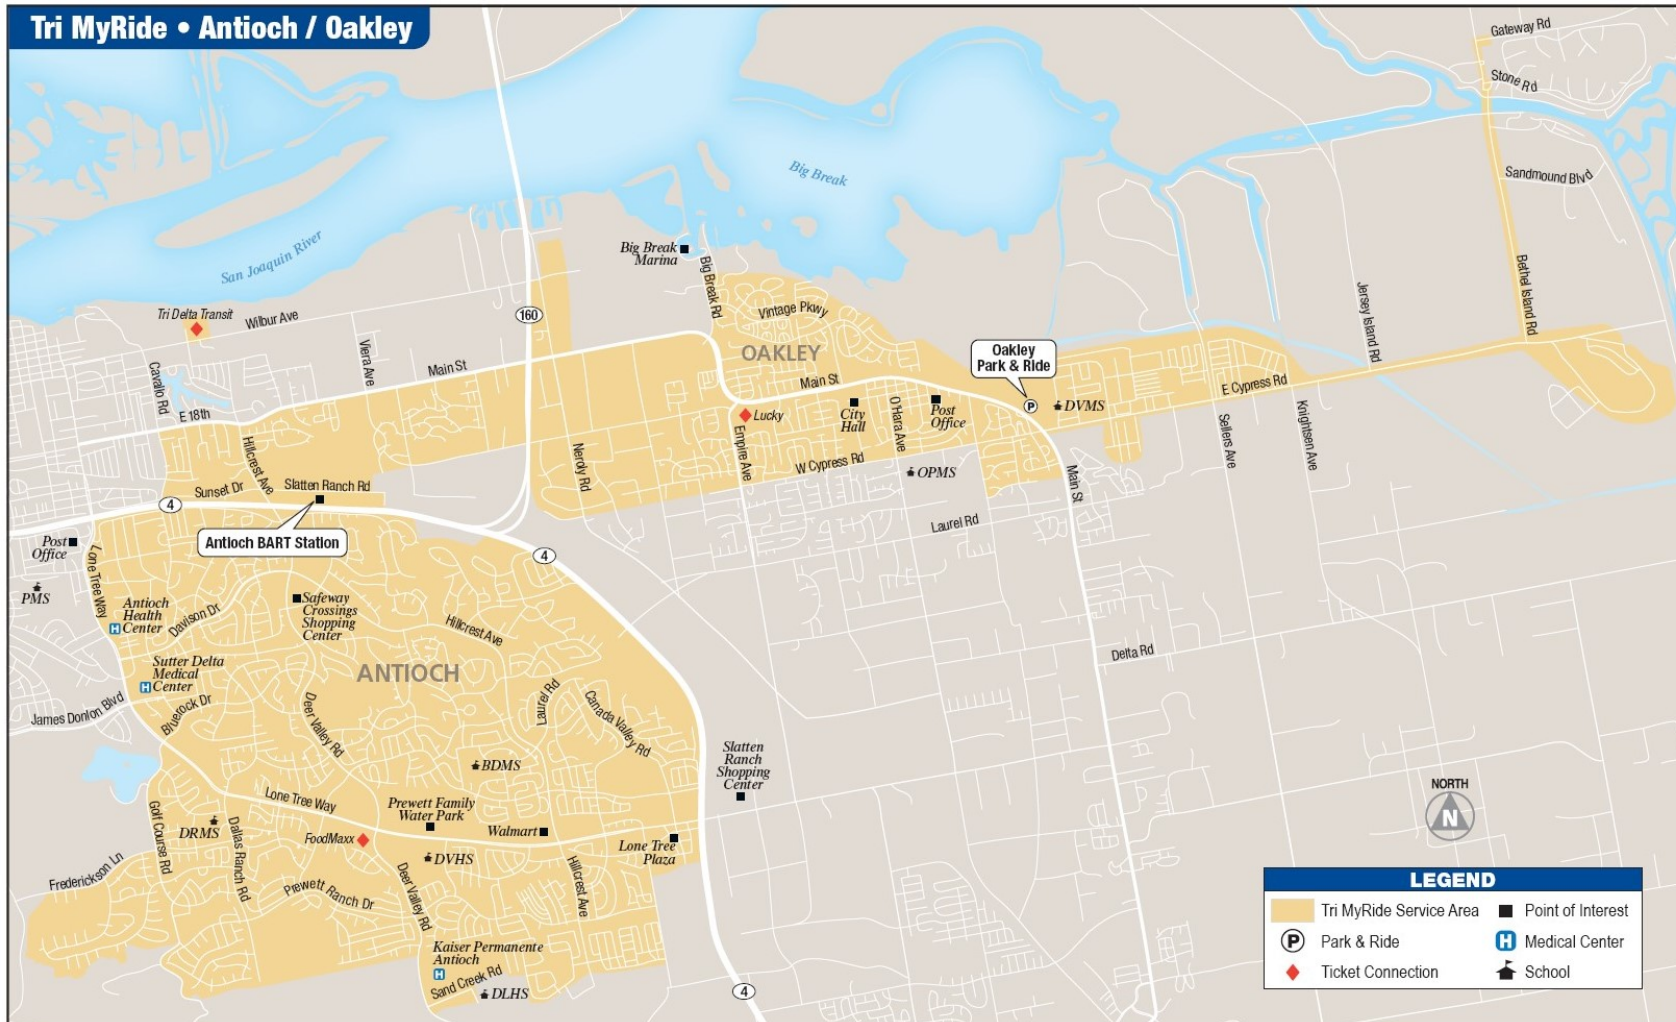 Tri MyRide • Antioch / Oakley
Gateway Rd
Stone Rd
Big Break
Sandmound Blvd
San Joaquin River
Big Break
Marina
Big Break Rd
Bethel Island Rd
Jersey Island Rd
Tri Delta Transit
Wilbur Ave
160
Vintage Pkwy
Viera Ave
OAKLEY
Oakley
Park & Ride
Cavallo Rd
Main St
Main St
E Cypress Rd
E 18th
Lucky
City
Hall
O'Hara Ave
Post
Office
P
DVMS
Sellers Ave
Knightsen Ave
Hillcrest Ave
Neroly Rd
Empire Ave
W Cypress Rd
OPMS
Main St
Sunset Dr
Slatten Ranch Rd
4
Laurel Rd
Antioch BART Station
Post
Office
4
Lone Tree Way
PMS
Antioch
Health
Center
H
Davison Dr
Safeway
Crossings
Shopping
Center
Hillcrest Ave
Delta Rd
Sutter Delta
Medical
Center
H
ANTIOCH
James Donlon Blvd
Bluerock Dr
Deer Valley Rd
Laurel Rd
Canada Valley Rd
Slatten
Ranch
Shopping
Center
BDMS
NORTH
N
Lone Tree Way
Prewett Family
Water Park
Walmart
Golf Course Rd
DRMS
Dallas Ranch Rd
FoodMaxx
DVHS
Lone Tree
Plaza
Frederickson Ln
Prewett Ranch Dr
Deer Valley Rd
Hillcrest Ave
Kaiser Permanente
Antioch
H
Sand Creek Rd
DLHS
4
LEGEND
Tri MyRide Service Area
Point of Interest
P
Park & Ride
H
Medical Center
Ticket Connection
School